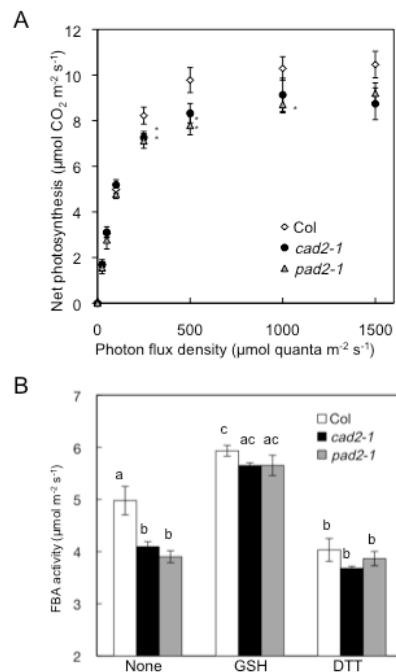 A
Net photosynthesis (μmol CO₂ m⁻² s⁻¹)
12
10
8
6
4
2
0
* * * * *
Col
cad2-1
pad2-1
0 500 1000 1500
Photon flux density (μmol quanta m⁻² s⁻¹)
B
FBA activity (μmol m⁻² s⁻¹)
7
6
5
4
3
2
Col
cad2-1
pad2-1
a b b
c ac ac
b b b
None GSH DTT